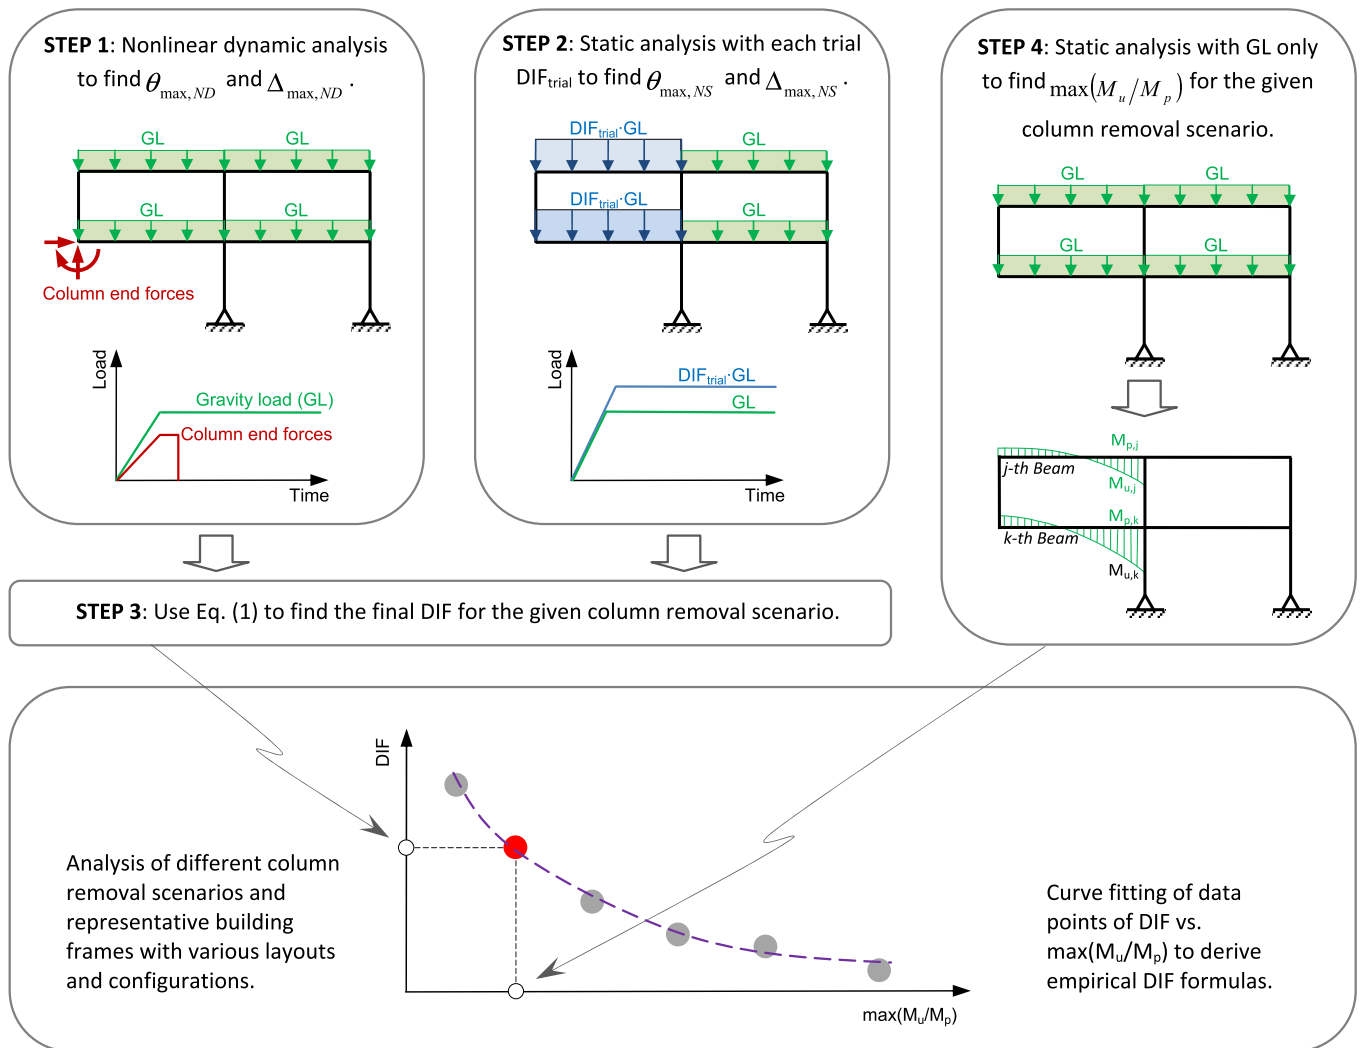 STEP 1: Nonlinear dynamic analysis
to find θmax,ND and Δmax,ND .
GL
GL
GL
GL
Column end forces
Load
Gravity load (GL)
Column end forces
Time
STEP 2: Static analysis with each trial
DIFtrial to find θmax,NS and Δmax,NS .
DIFtrial·GL
GL
DIFtrial·GL
GL
Load
DIFtrial·GL
GL
Time
STEP 3: Use Eq. (1) to find the final DIF for the given column removal scenario.
STEP 4: Static analysis with GL only
to find max(Mu/Mp) for the given
column removal scenario.
GL
GL
GL
GL
Mp,j
j-th Beam
Mu,j
Mp,k
k-th Beam
Mu,k
Analysis of different column
removal scenarios and
representative building
frames with various layouts
and configurations.
DIF
max(Mu/Mp)
Curve fitting of data
points of DIF vs.
max(Mu/Mp) to derive
empirical DIF formulas.